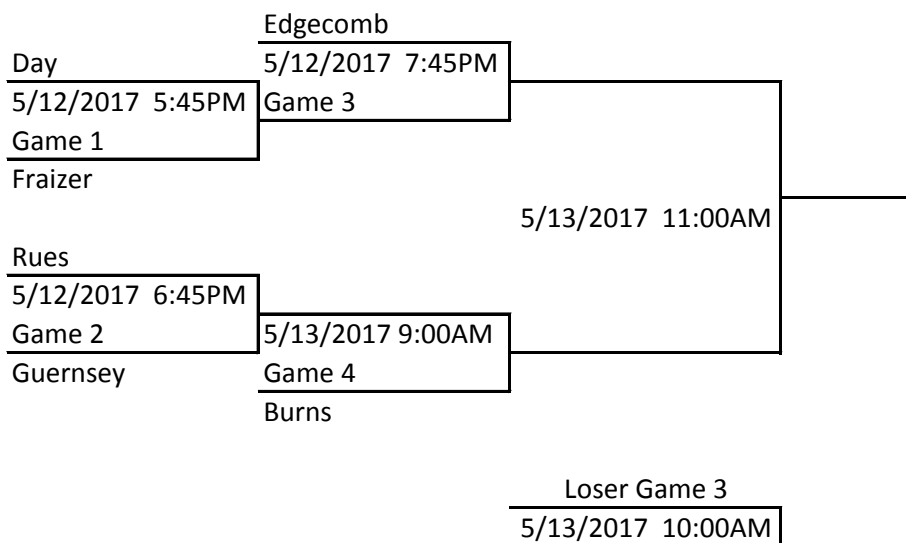 Edgecomb
Day
5/12/2017 7:45PM
5/12/2017 5:45PM
Game 3
Game 1
Fraizer
5/13/2017 11:00AM
Rues
5/12/2017 6:45PM
Game 2
5/13/2017 9:00AM
Guernsey
Game 4
Burns
Loser Game 3
5/13/2017 10:00AM